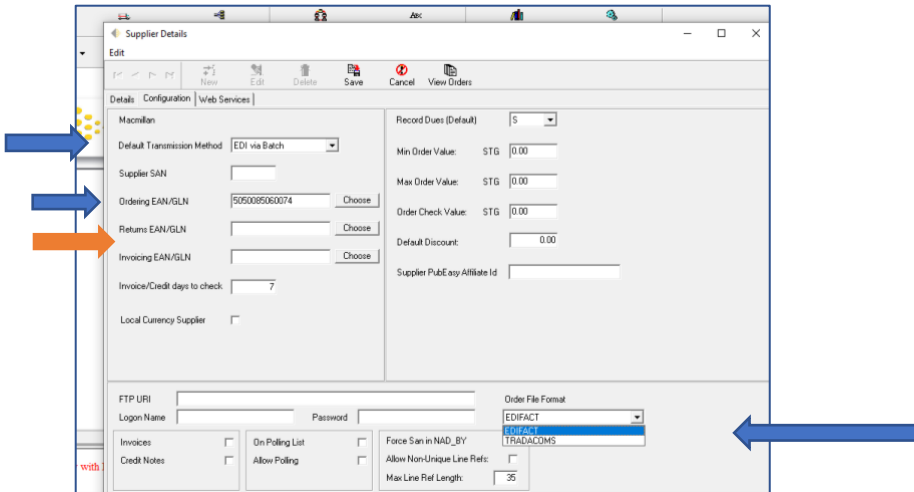 ABC
Supplier Details
Edit
New Edit Delete Save Cancel View Orders
Details Configuration Web Services
Macmillan
Default Transmission Method EDI via Batch
Supplier SAN
Ordering EAN/GLN 5050085060074 Choose
Returns EAN/GLN Choose
Invoicing EAN/GLN Choose
Invoice/Credit days to check 7
Local Currency Supplier
Record Dues (Default) S
Min Order Value: STG 0.00
Max Order Value: STG 0.00
Order Check Value: STG 0.00
Default Discount: 0.00
Supplier PubEasy Affiliate Id
FTP URI
Logon Name Password
Order File Format
EDIFACT
EDIFACT
TRADACOMS
Invoices
Credit Notes
On Polling List
Allow Polling
Force San in NAD_BY
Allow Non-Unique Line Refs:
Max Line Ref Length: 35
with